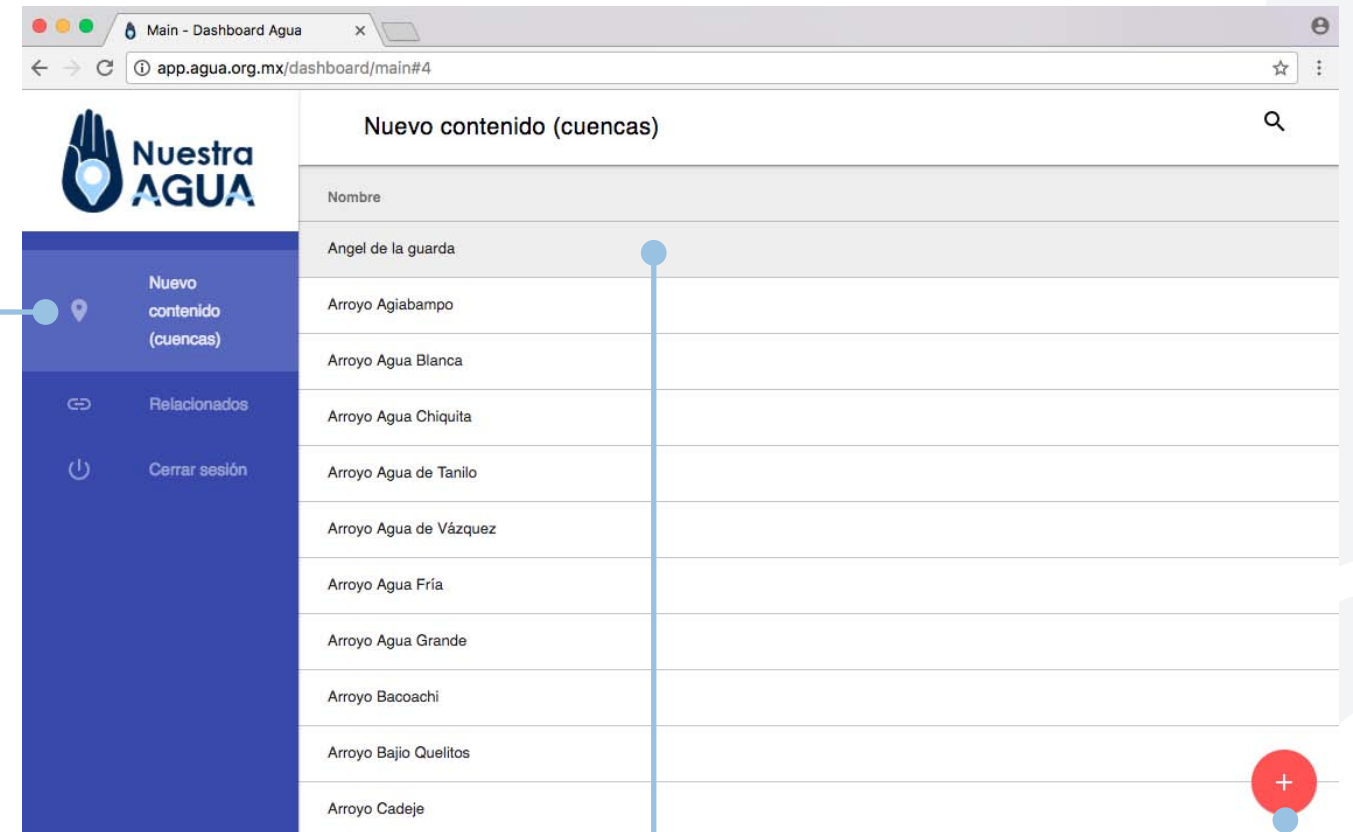 Main - Dashboard Agua
app.agua.org.mx/dashboard/main#4
Nuestra
AGUA
Nuevo contenido (cuencas)
Nuevo
contenido
(cuencas)
Relacionados
Cerrar sesión
Nombre
Angel de la guarda
Arroyo Agiabampo
Arroyo Agua Blanca
Arroyo Agua Chiquita
Arroyo Agua de Tanilo
Arroyo Agua de Vázquez
Arroyo Agua Fría
Arroyo Agua Grande
Arroyo Bacoachi
Arroyo Bajio Quelitos
Arroyo Cadeje